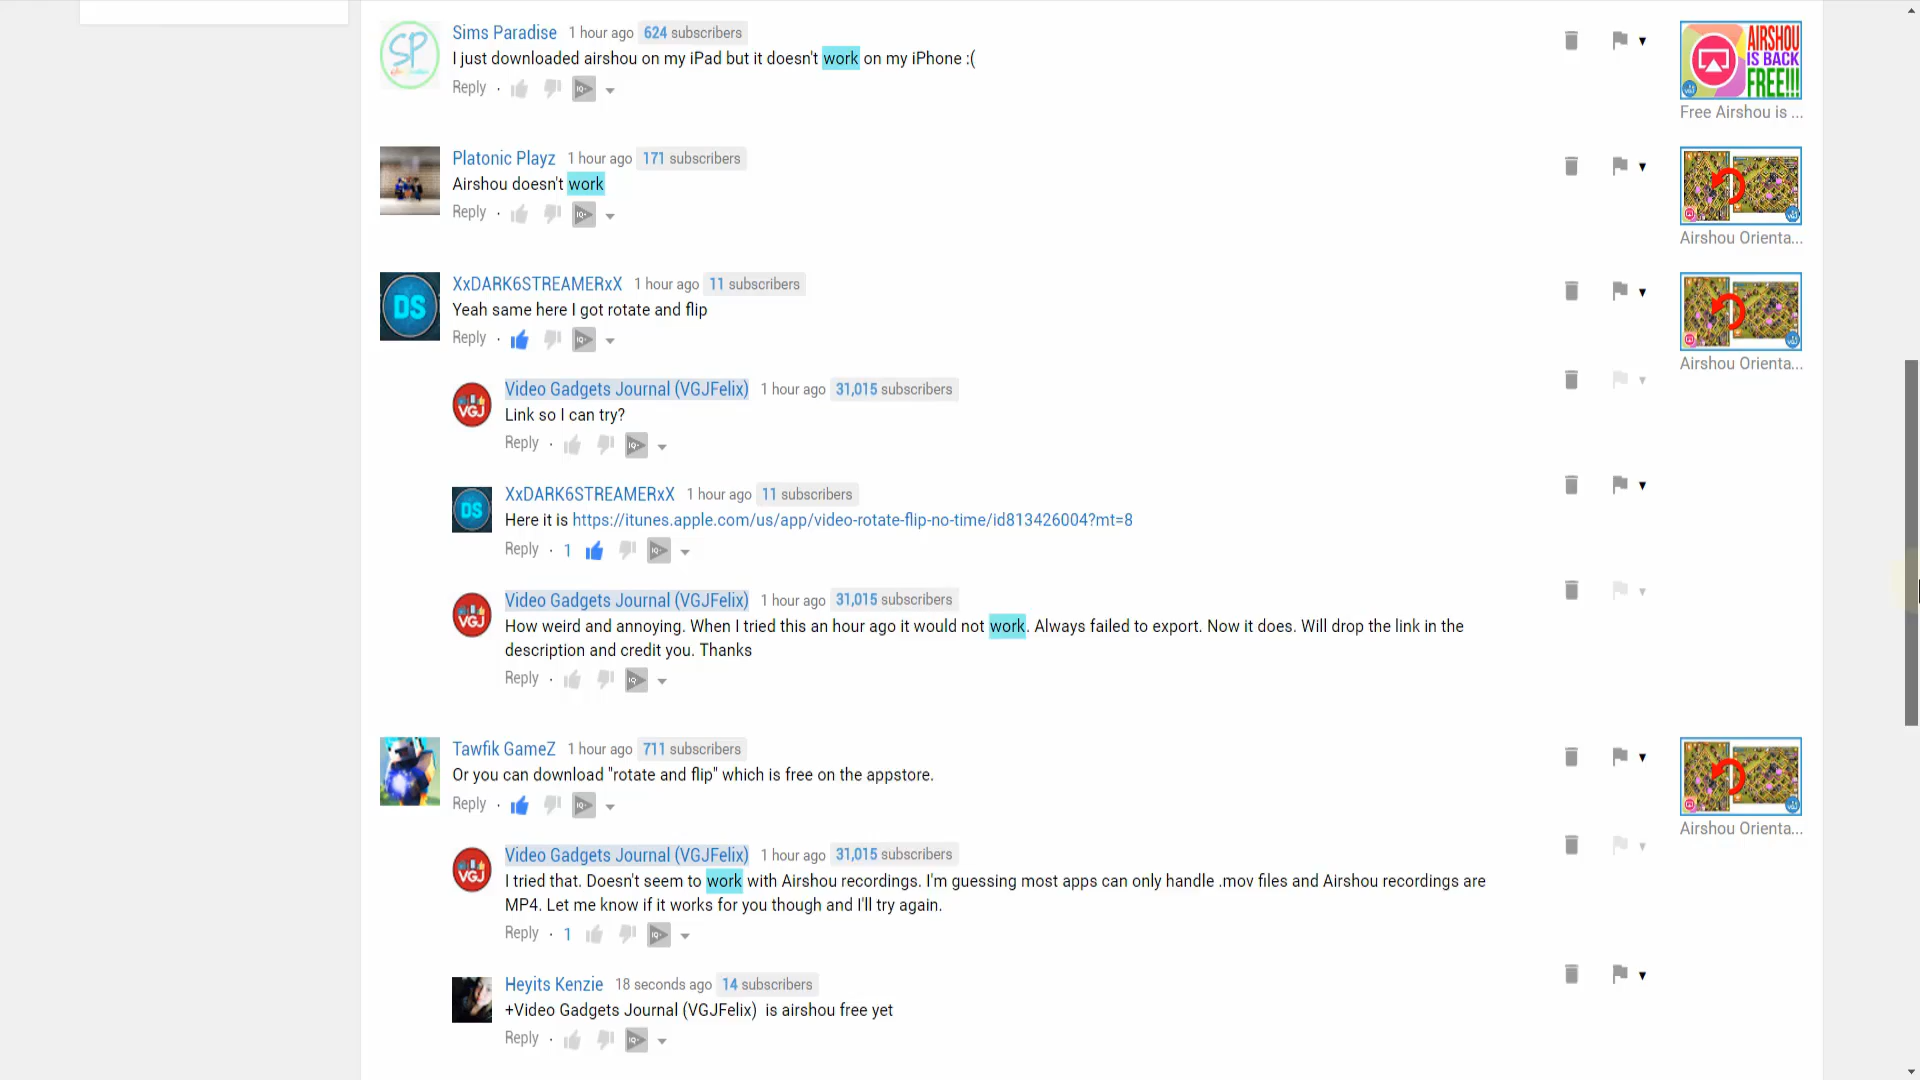 Sims Paradise 1 hour ago 624 subscribers
I just downloaded airshou on my iPad but it doesn't work on my iPhone :(
Reply ·
AIRSHOU
IS BACK
FREE!!!
Free Airshou is ...
Platonic Playz 1 hour ago 171 subscribers
Airshou doesn't work
Reply ·
Airshou Orienta...
XxDARK6STREAMERxX 1 hour ago 11 subscribers
Yeah same here I got rotate and flip
Reply ·
DS
Airshou Orienta...
Video Gadgets Journal (VGJFelix) 1 hour ago 31,015 subscribers
Link so I can try?
Reply ·
VGJ
XxDARK6STREAMERxX 1 hour ago 11 subscribers
Here it is https://itunes.apple.com/us/app/video-rotate-flip-no-time/id813426004?mt=8
Reply · 1
DS
Video Gadgets Journal (VGJFelix) 1 hour ago 31,015 subscribers
How weird and annoying. When I tried this an hour ago it would not work. Always failed to export. Now it does. Will drop the link in the
description and credit you. Thanks
Reply ·
VGJ
Tawfik GameZ 1 hour ago 711 subscribers
Or you can download "rotate and flip" which is free on the appstore.
Reply ·
Airshou Orienta...
Video Gadgets Journal (VGJFelix) 1 hour ago 31,015 subscribers
I tried that. Doesn't seem to work with Airshou recordings. I'm guessing most apps can only handle .mov files and Airshou recordings are
MP4. Let me know if it works for you though and I'll try again.
Reply · 1
VGJ
Heyits Kenzie 18 seconds ago 14 subscribers
+Video Gadgets Journal (VGJFelix) is airshou free yet
Reply ·